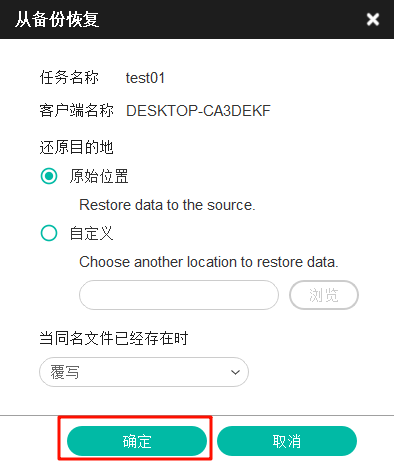 从备份恢复
任务名称 test01
客户端名称 DESKTOP-CA3DEKF
还原目的地
原始位置
Restore data to the source.
自定义
Choose another location to restore data.
浏览
当同名文件已经存在时
覆写
确定 取消